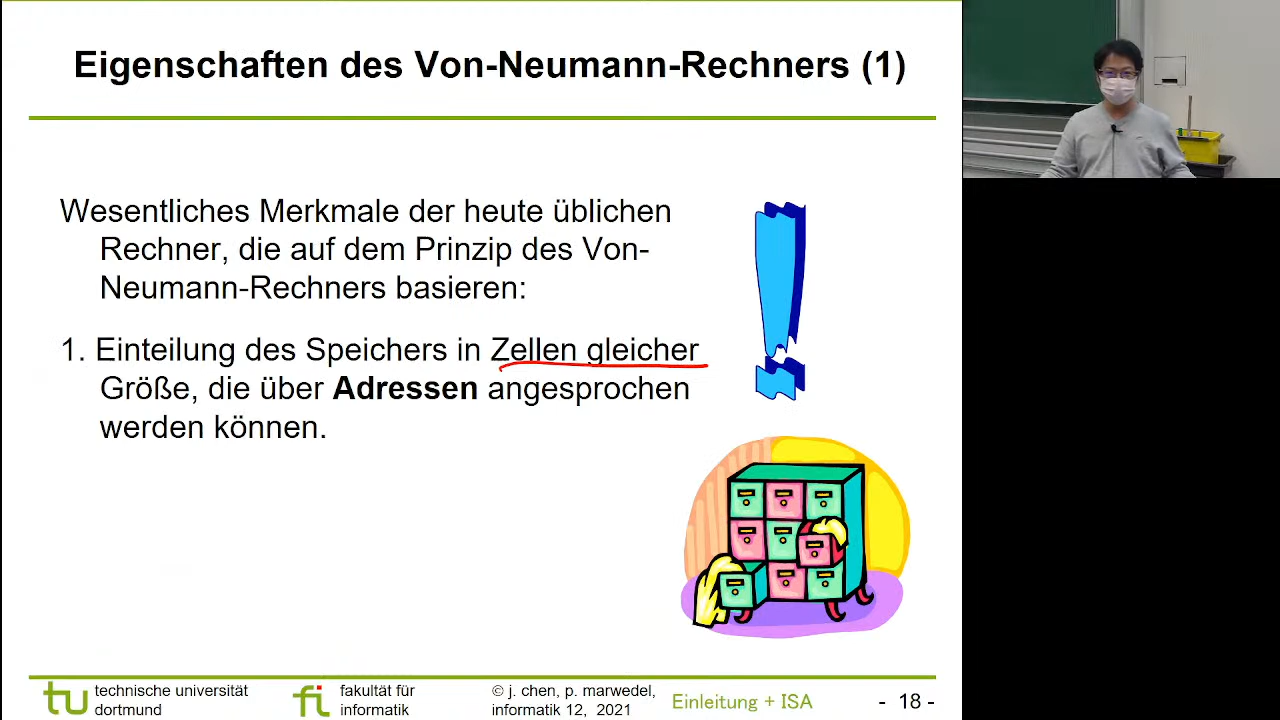 Eigenschaften des Von-Neumann-Rechners (1)
Wesentliches Merkmale der heute üblichen
Rechner, die auf dem Prinzip des Von-
Neumann-Rechners basieren:
1. Einteilung des Speichers in Zellen gleicher
Größe, die über Adressen angesprochen
werden können.
tu technische universität
dortmund
fi fakultät für
informatik
© j. chen, p. marwedel,
informatik 12, 2021
Einleitung + ISA
- 18 -